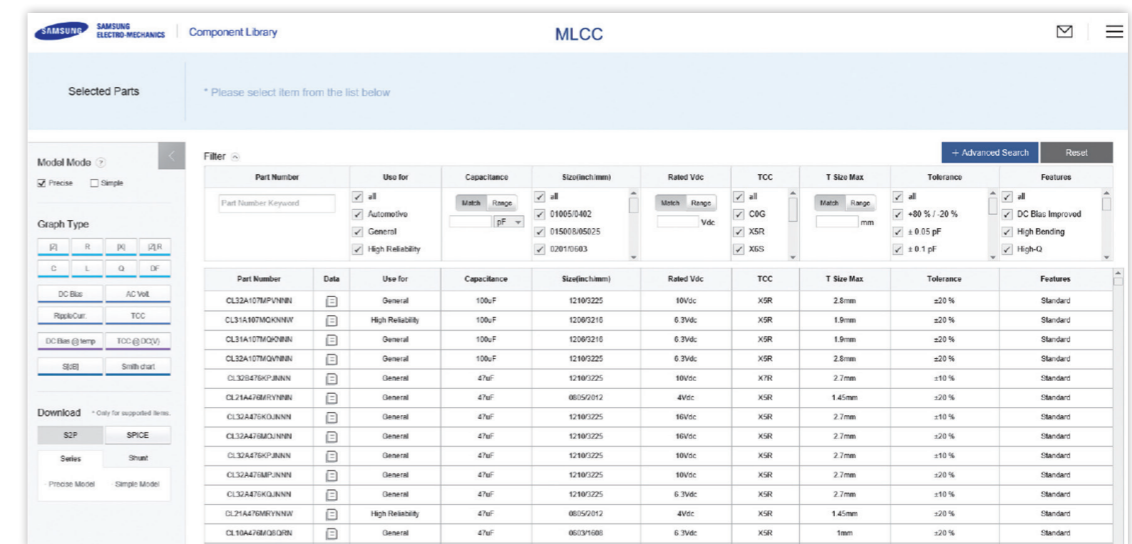 SAMSUNG SAMSUNG ELECTRO-MECHANICS Component Library MLCC
Selected Parts * Please select item from the list below
Model Mode ?
Precise Simple
Graph Type
|Z| R |X| |Z|,R
C L Q DF
DC Bias AC Volt.
RippleCurr. TCC
DC Bias @ temp TCC @ DC(V)
S[dB] Smith chart
Download * Only for supported items.
S2P SPICE
Series Shunt
· Precise Model · Simple Model
Filter
+ Advanced Search Reset
Part Number Use for Capacitance Size(inch/mm) Rated Vdc TCC T Size Max Tolerance Features
Part Number Keyword all Match Range all Match Range all Match Range all all
Automotive pF 01005/0402 Vdc C0G mm +80 % / -20 % DC Bias Improved
General 015008/05025 X5R ± 0.05 pF High Bending
High Reliability 0201/0603 X6S ± 0.1 pF High-Q
Part Number Data Use for Capacitance Size(inch/mm) Rated Vdc TCC T Size Max Tolerance Features
CL32A107MPVNNN General 100uF 1210/3225 10Vdc X5R 2.8mm ±20 % Standard
CL31A107MQKNNW High Reliability 100uF 1206/3216 6.3Vdc X5R 1.9mm ±20 % Standard
CL31A107MQKNNN General 100uF 1206/3216 6.3Vdc X5R 1.9mm ±20 % Standard
CL32A107MQVNNN General 100uF 1210/3225 6.3Vdc X5R 2.8mm ±20 % Standard
CL32B476KPJNNN General 47uF 1210/3225 10Vdc X7R 2.7mm ±10 % Standard
CL21A476MRYNNN General 47uF 0805/2012 4Vdc X5R 1.45mm ±20 % Standard
CL32A476KOJNNN General 47uF 1210/3225 16Vdc X5R 2.7mm ±10 % Standard
CL32A476MOJNNN General 47uF 1210/3225 16Vdc X5R 2.7mm ±20 % Standard
CL32A476KPJNNN General 47uF 1210/3225 10Vdc X5R 2.7mm ±10 % Standard
CL32A476MPJNNN General 47uF 1210/3225 10Vdc X5R 2.7mm ±20 % Standard
CL32A476KQJNNN General 47uF 1210/3225 6.3Vdc X5R 2.7mm ±10 % Standard
CL21A476MRYNNW High Reliability 47uF 0805/2012 4Vdc X5R 1.45mm ±20 % Standard
CL10A476MQ8QRN General 47uF 0603/1608 6.3Vdc X5R 1mm ±20 % Standard